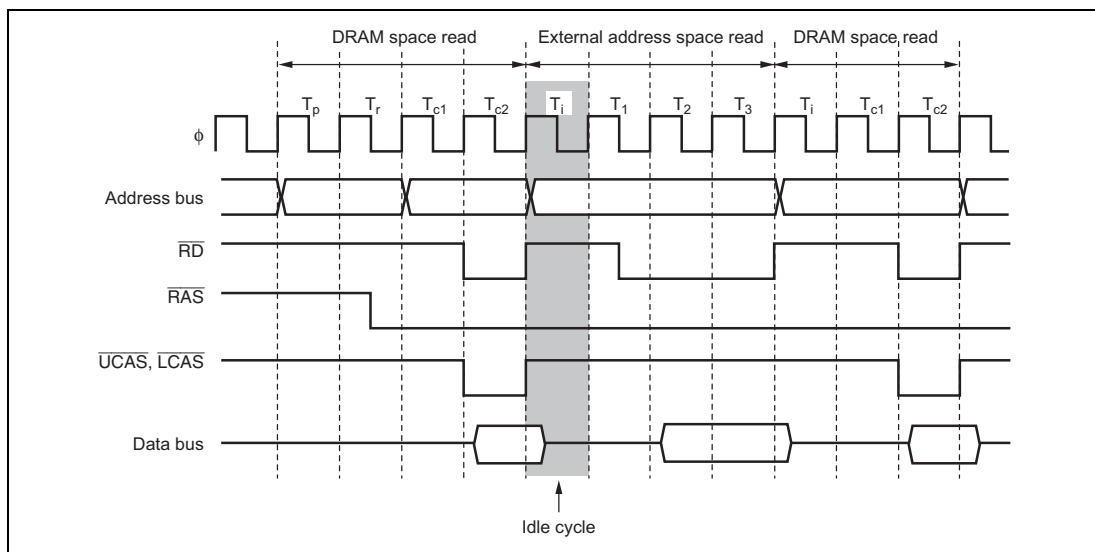 DRAM space read External address space read DRAM space read
Tp Tr Tc1 Tc2 Ti T1 T2 T3 Ti Tc1 Tc2
ϕ
Address bus
RD
RAS
UCAS, LCAS
Data bus
Idle cycle